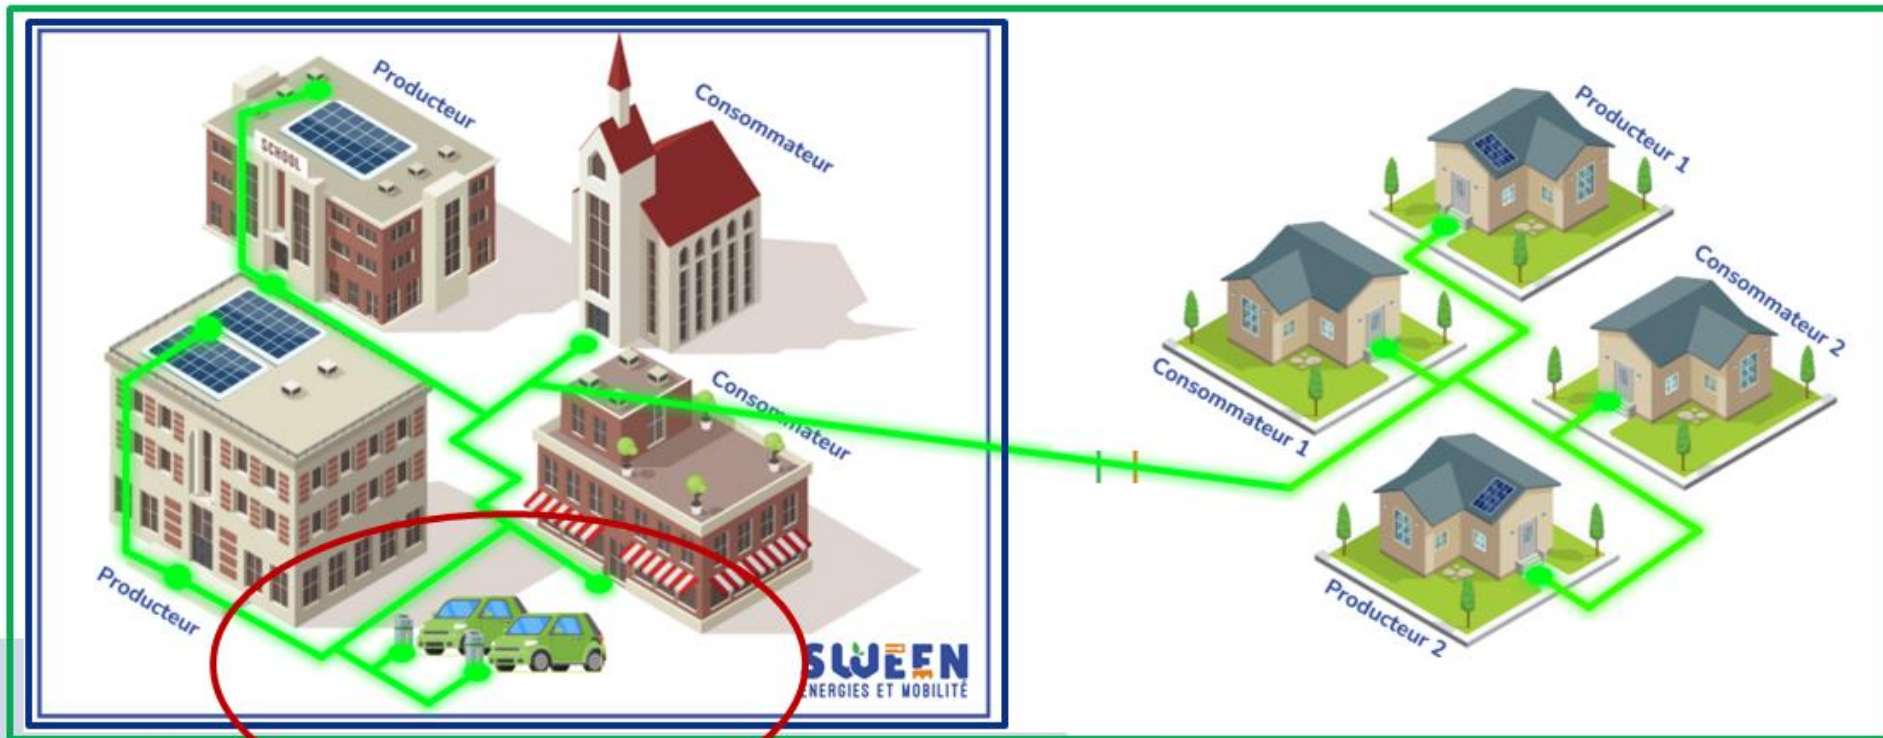 Producteur
SCHOOL
Consommateur
Consommateur
Producteur
SWEEN
ENERGIES ET MOBILITÉ
Producteur 1
Consommateur 2
Consommateur 1
Producteur 2